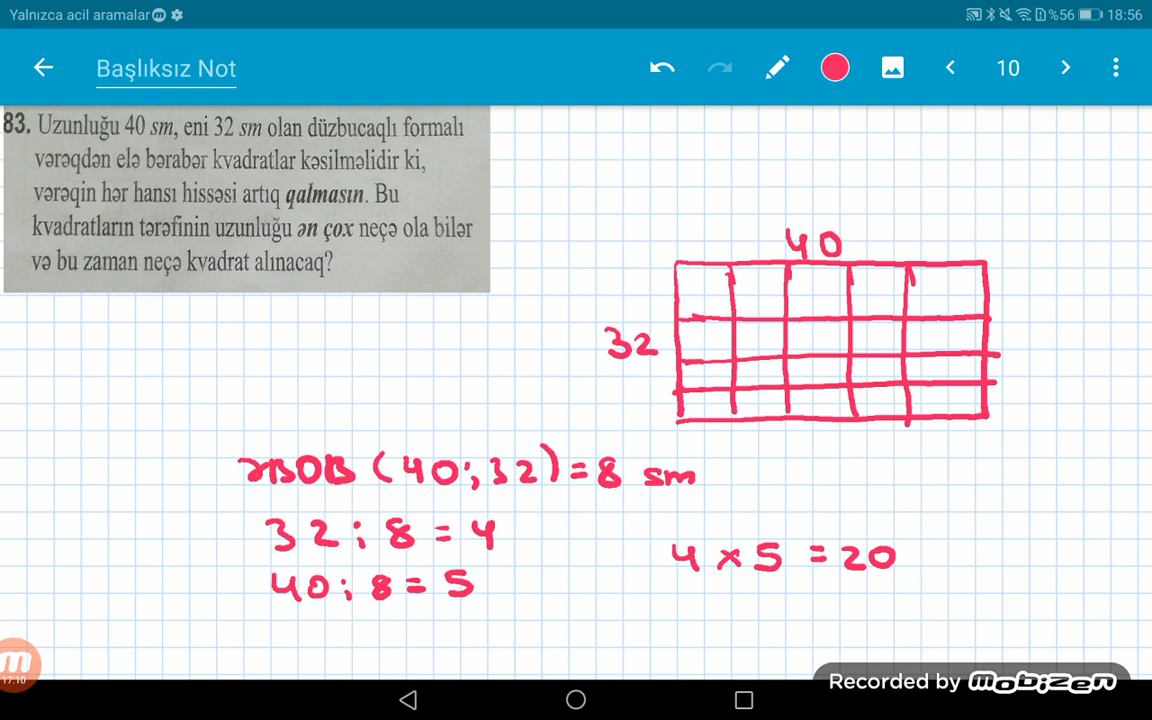 Yalnızca acil aramalar
%56 18:56
Başlıksız Not
10
83. Uzunluğu 40 sm, eni 32 sm olan düzbucaqlı formalı
vərəqdən elə bərabər kvadratlar kəsilməlidir ki,
vərəqin hər hansı hissəsi artıq qalmasın. Bu
kvadratların tərəfinin uzunluğu ən çox neçə ola bilər
və bu zaman neçə kvadrat alınacaq?
40
32
ƏBOB (40;32) = 8 sm
32 : 8 = 4
40 : 8 = 5
4 × 5 = 20
17:10
Recorded by mobizen